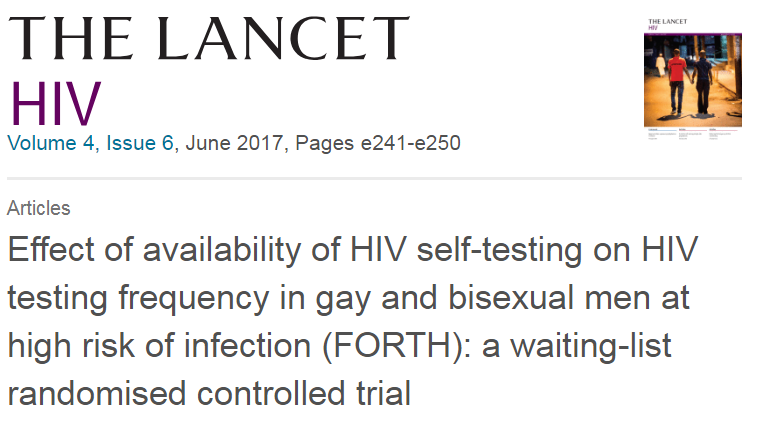 THE LANCET
HIV
Volume 4, Issue 6, June 2017, Pages e241-e250
THE LANCET
HIV
Articles
Effect of availability of HIV self-testing on HIV
testing frequency in gay and bisexual men at
high risk of infection (FORTH): a waiting-list
randomised controlled trial